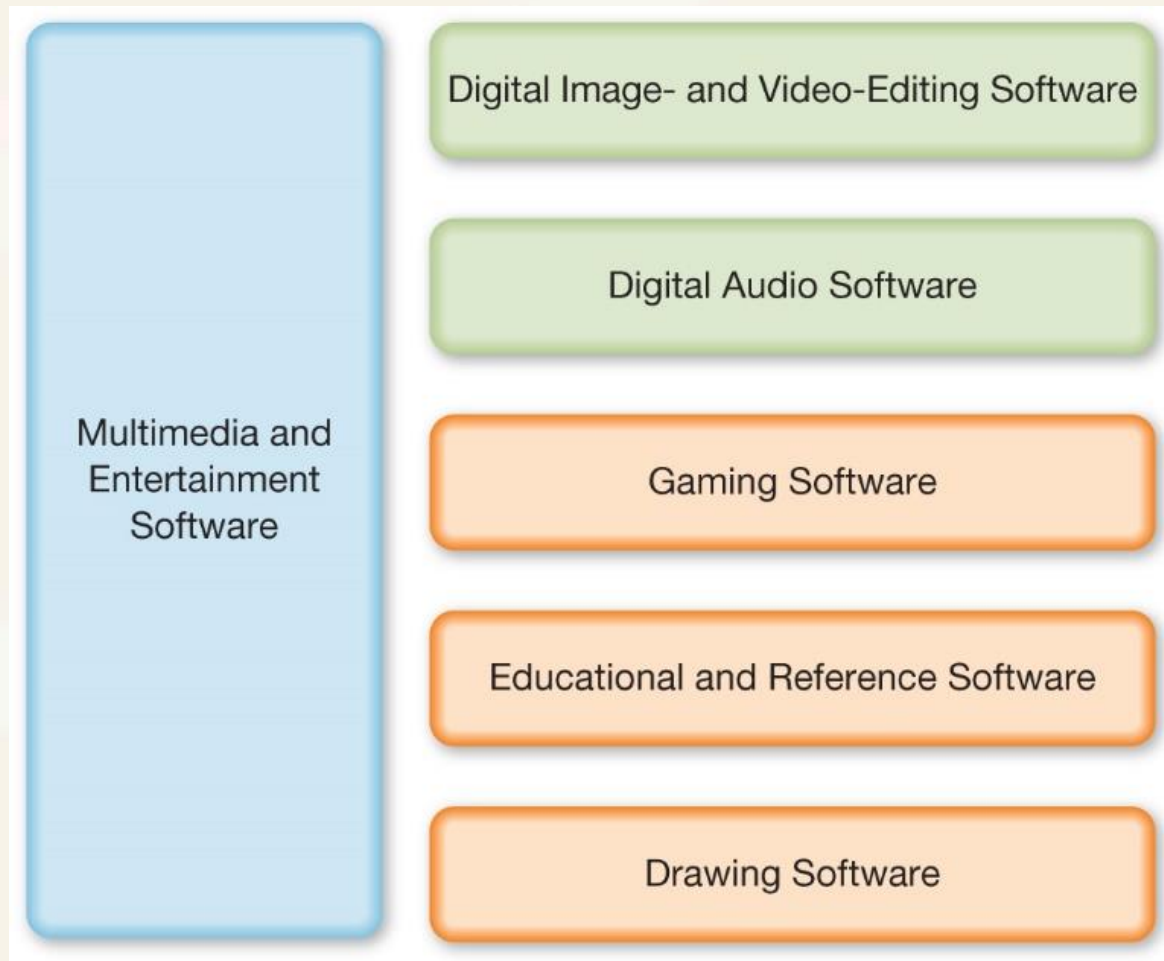 Multimedia and
Entertainment
Software
Digital Image- and Video-Editing Software
Digital Audio Software
Gaming Software
Educational and Reference Software
Drawing Software